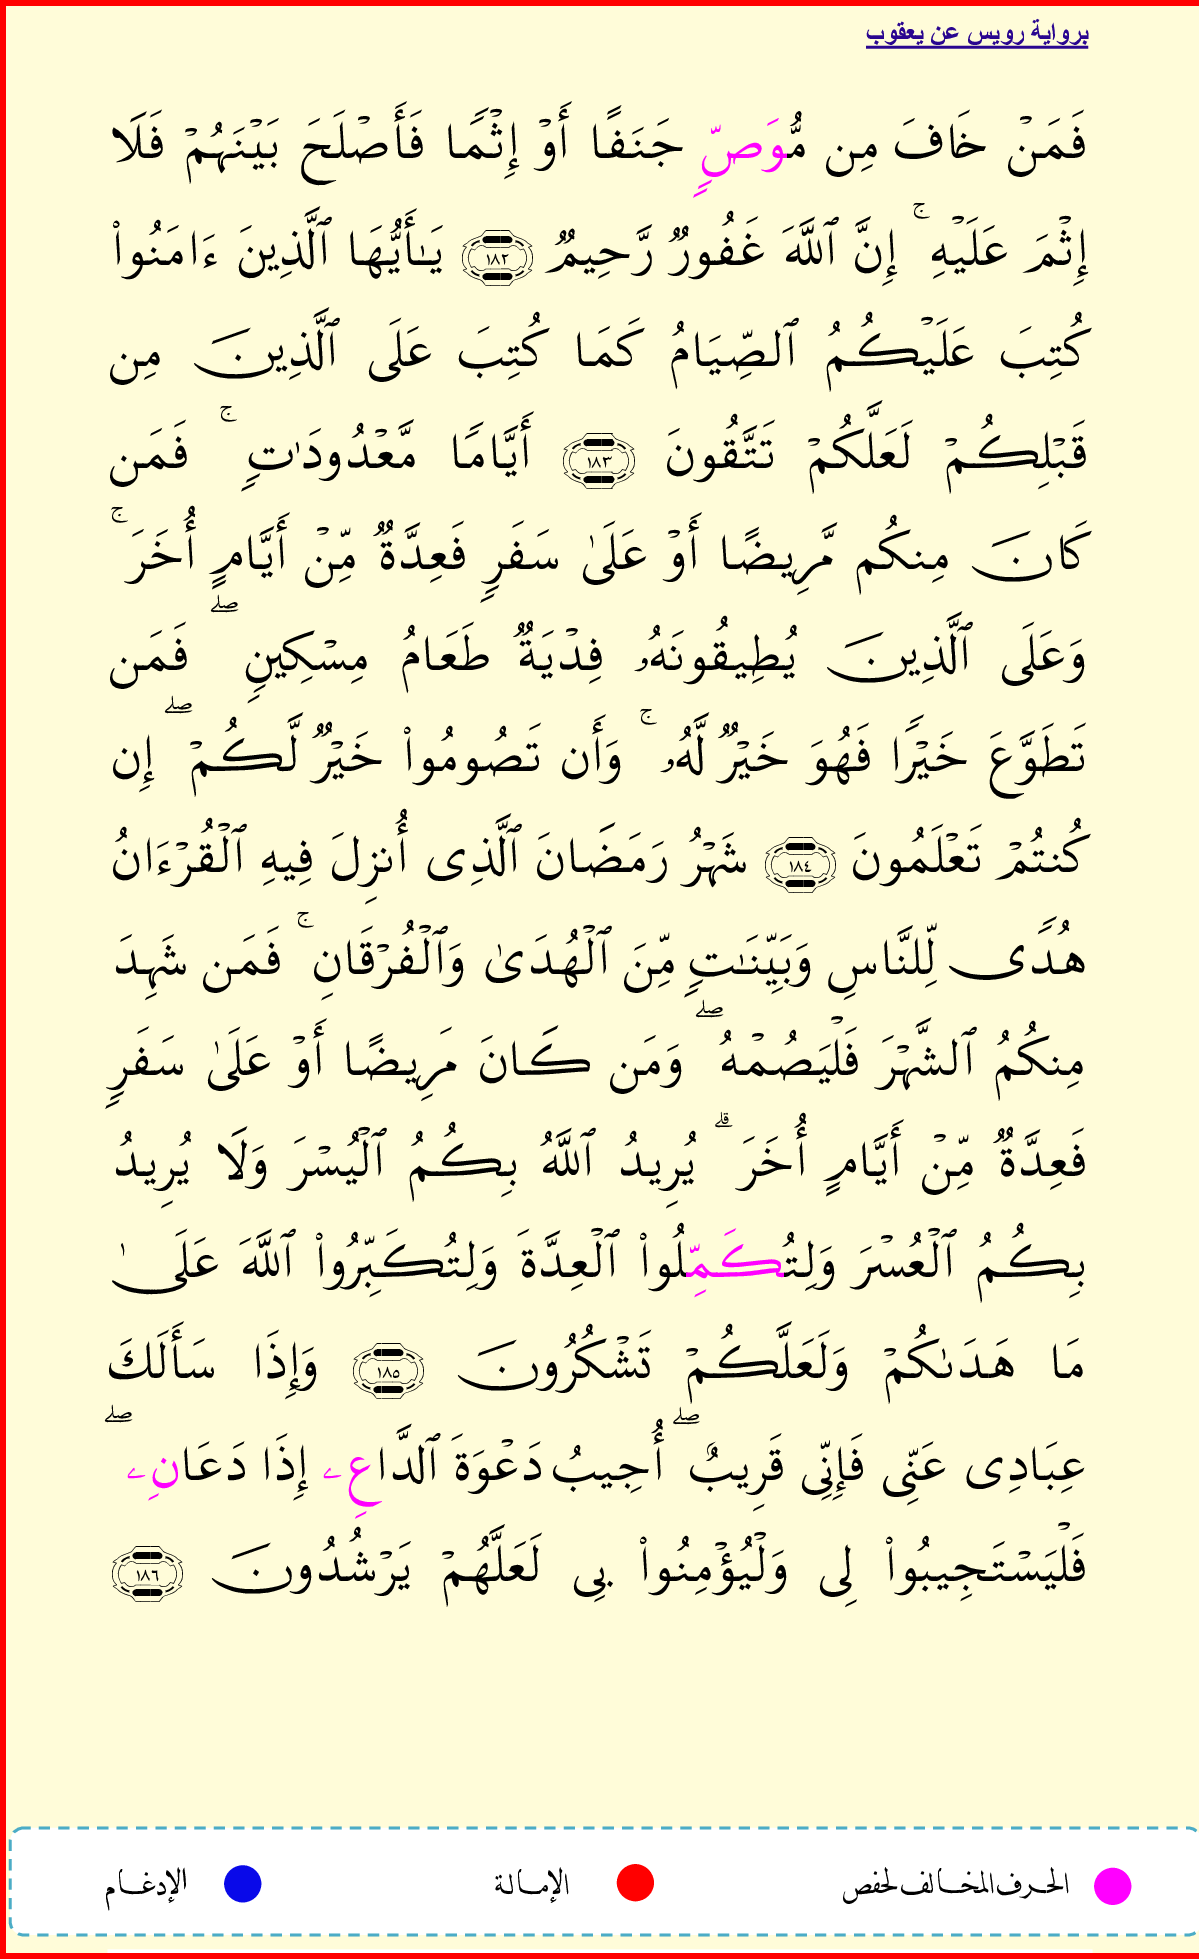 برواية رويس عن يعقوب
فَمَنۡ خَافَ مِن مُّوَصّٖ جَنَفًا أَوۡ إِثۡمٗا فَأَصۡلَحَ بَيۡنَهُمۡ فَلَا
إِثۡمَ عَلَيۡهِۚ إِنَّ ٱللَّهَ غَفُورٞ رَّحِيمٞ ١٨٢ يَٰٓأَيُّهَا ٱلَّذِينَ ءَامَنُواْ
كُتِبَ عَلَيۡكُمُ ٱلصِّيَامُ كَمَا كُتِبَ عَلَى ٱلَّذِينَ مِن
قَبۡلِكُمۡ لَعَلَّكُمۡ تَتَّقُونَ ١٨٣ أَيَّامٗا مَّعۡدُودَٰتٖۚ فَمَن
كَانَ مِنكُم مَّرِيضًا أَوۡ عَلَىٰ سَفَرٖ فَعِدَّةٞ مِّنۡ أَيَّامٍ أُخَرَۚ
وَعَلَى ٱلَّذِينَ يُطِيقُونَهُۥ فِدۡيَةٞ طَعَامُ مِسۡكِينٖۖ فَمَن
تَطَوَّعَ خَيۡرٗا فَهُوَ خَيۡرٞ لَّهُۥۚ وَأَن تَصُومُواْ خَيۡرٞ لَّكُمۡۖ إِن
كُنتُمۡ تَعۡلَمُونَ ١٨٤ شَهۡرُ رَمَضَانَ ٱلَّذِى أُنزِلَ فِيهِ ٱلۡقُرۡءَانُ
هُدٗى لِّلنَّاسِ وَبَيِّنَٰتٖ مِّنَ ٱلۡهُدَىٰ وَٱلۡفُرۡقَانِۚ فَمَن شَهِدَ
مِنكُمُ ٱلشَّهۡرَ فَلۡيَصُمۡهُۖ وَمَن كَانَ مَرِيضًا أَوۡ عَلَىٰ سَفَرٖ
فَعِدَّةٞ مِّنۡ أَيَّامٍ أُخَرَۗ يُرِيدُ ٱللَّهُ بِكُمُ ٱلۡيُسۡرَ وَلَا يُرِيدُ
بِكُمُ ٱلۡعُسۡرَ وَلِتُكَمِّلُواْ ٱلۡعِدَّةَ وَلِتُكَبِّرُواْ ٱللَّهَ عَلَىٰ
مَا هَدَىٰكُمۡ وَلَعَلَّكُمۡ تَشۡكُرُونَ ١٨٥ وَإِذَا سَأَلَكَ
عِبَادِى عَنِّى فَإِنِّى قَرِيبٌۖ أُجِيبُ دَعۡوَةَ ٱلدَّاعِۦ إِذَا دَعَانِۦۖ
فَلۡيَسۡتَجِيبُواْ لِى وَلۡيُؤۡمِنُواْ بِى لَعَلَّهُمۡ يَرۡشُدُونَ ١٨٦
الحرف المخالف لحفص الإمالة الإدغام